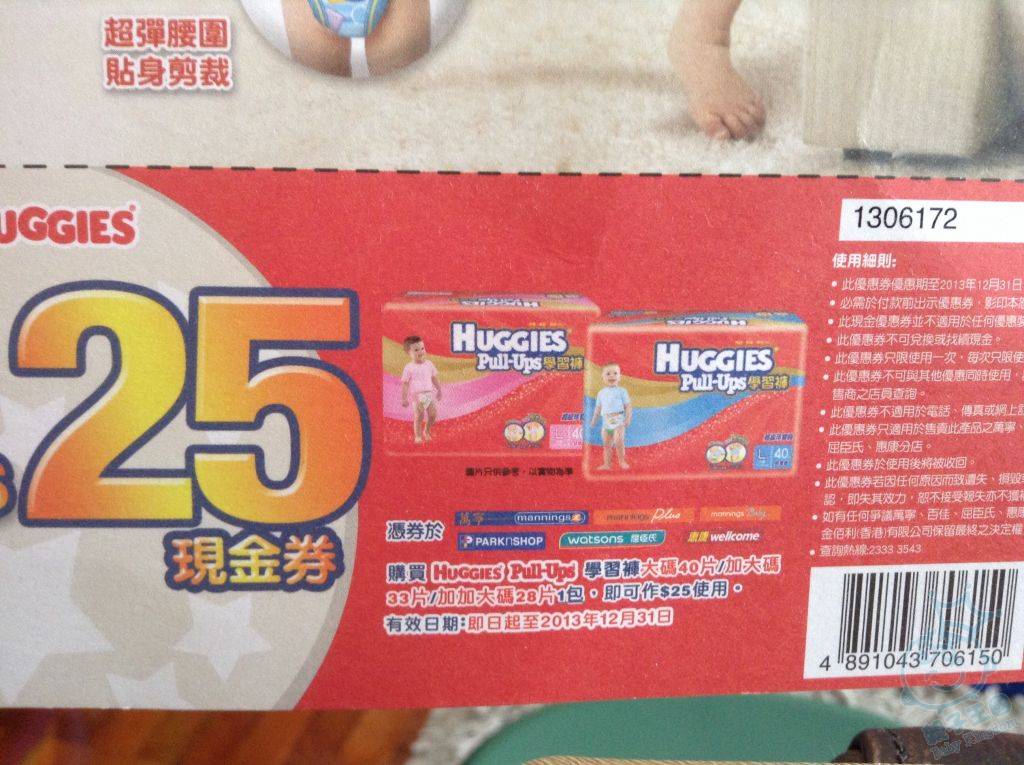 超彈腰圍
貼身剪裁
UGGIES
25
現金券
HUGGIES
Pull-Ups 學習褲
HUGGIES
Pull-Ups 學習褲
L 40
圖片只供參考,以實物為準
憑券於
萬寧 mannings
mannings Plus
mannings Baby
PARKnSHOP
watsons 屈臣氏
惠康 wellcome
購買 HUGGIES Pull-Ups 學習褲大碼40片/加大碼
33片/加加大碼28片1包,即可作$25使用。
有效日期:即日起至2013年12月31日
1306172
使用細則:
• 此優惠券優惠期至2013年12月31日
• 必需於付款前出示優惠券,影印本
• 此現金優惠券並不適用於任何優惠
• 此優惠券不可兌換或找續現金。
• 此優惠券只限使用一次,每次只限使
• 此優惠券不可與其他優惠同時使用,
售商之店員查詢。
• 此優惠券不適用於電話、傳真或網上
• 此優惠券只適用於售賣此產品之萬寧、
屈臣氏、惠康分店。
• 此優惠券於使用後將被收回。
• 此優惠券若因任何原因而致遺失、損毀
認,即失其效力,恕不接受報失亦不獲
• 如有任何爭議萬寧、百佳、屈臣氏、惠
金佰利(香港)有限公司保留最終之決定權
• 查詢熱線:2333 3543
4 891043 706150